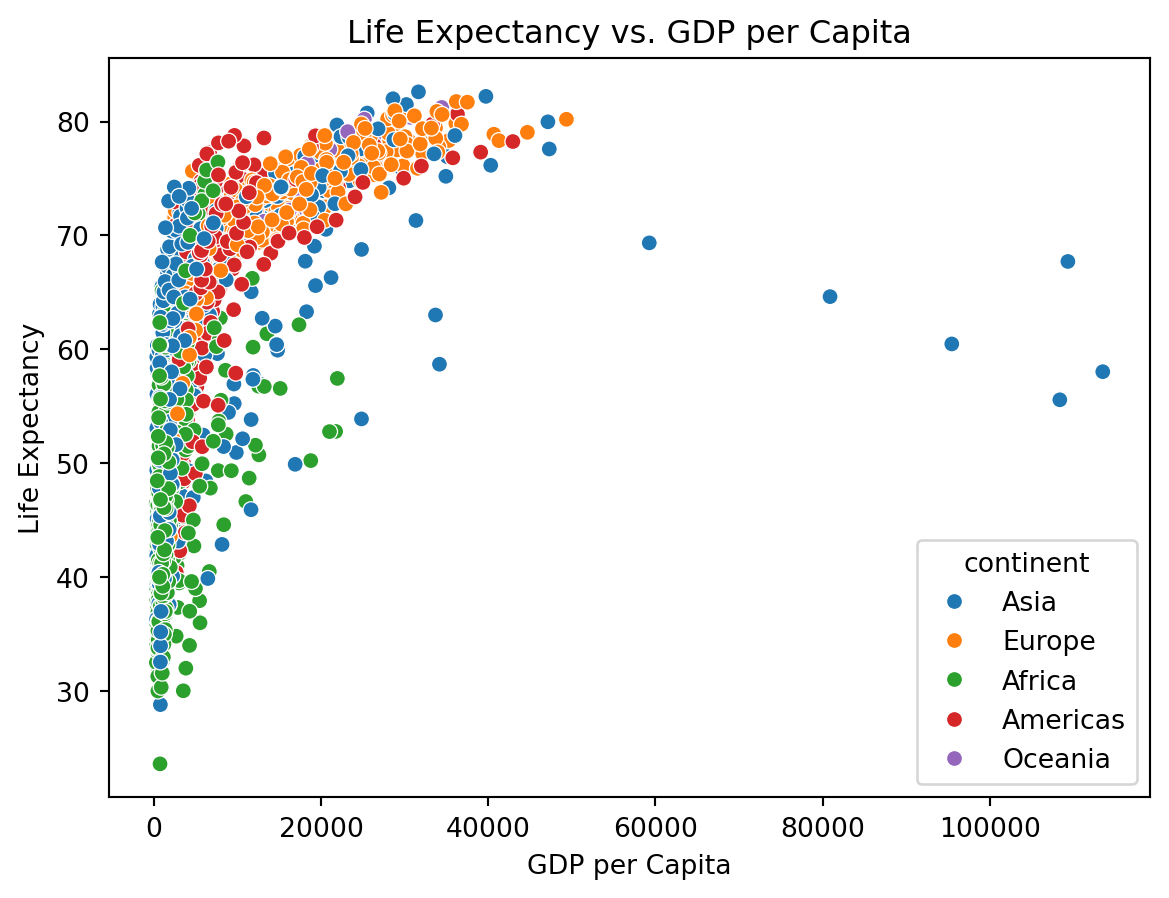 Life Expectancy vs. GDP per Capita
Life Expectancy
80
70
60
50
40
30
0
20000
40000
60000
80000
100000
GDP per Capita
continent
Asia
Europe
Africa
Americas
Oceania